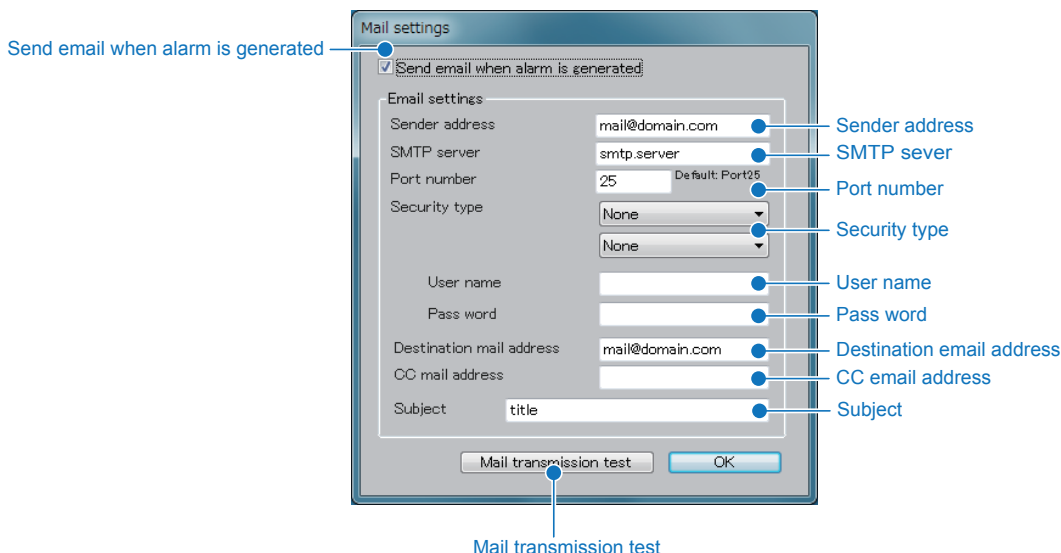 Mail settings
Send email when alarm is generated
Send email when alarm is generated
Email settings
Sender address mail@domain.com Sender address
SMTP server smtp.server SMTP sever
Port number 25 Default: Port25 Port number
Security type None
Security type
None
User name User name
Pass word Pass word
Destination mail address mail@domain.com Destination email address
CC mail address CC email address
Subject title Subject
Mail transmission test OK
Mail transmission test